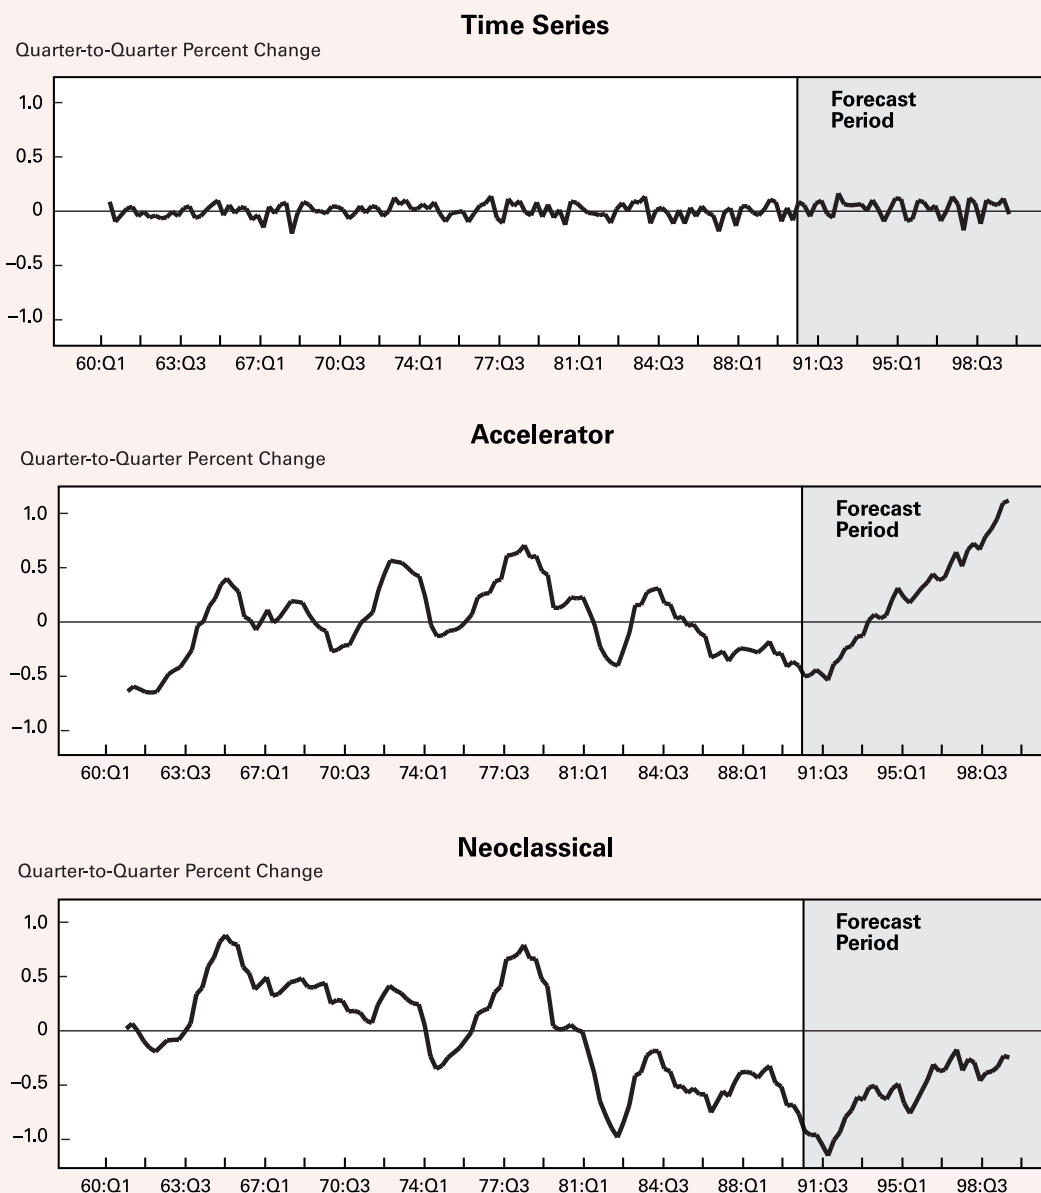 Time Series
Quarter-to-Quarter Percent Change
Forecast
Period
1.0
0.5
0
–0.5
–1.0
60:Q1 63:Q3 67:Q1 70:Q3 74:Q1 77:Q3 81:Q1 84:Q3 88:Q1 91:Q3 95:Q1 98:Q3
Accelerator
Quarter-to-Quarter Percent Change
Forecast
Period
1.0
0.5
0
–0.5
–1.0
60:Q1 63:Q3 67:Q1 70:Q3 74:Q1 77:Q3 81:Q1 84:Q3 88:Q1 91:Q3 95:Q1 98:Q3
Neoclassical
Quarter-to-Quarter Percent Change
Forecast
Period
1.0
0.5
0
–0.5
–1.0
60:Q1 63:Q3 67:Q1 70:Q3 74:Q1 77:Q3 81:Q1 84:Q3 88:Q1 91:Q3 95:Q1 98:Q3